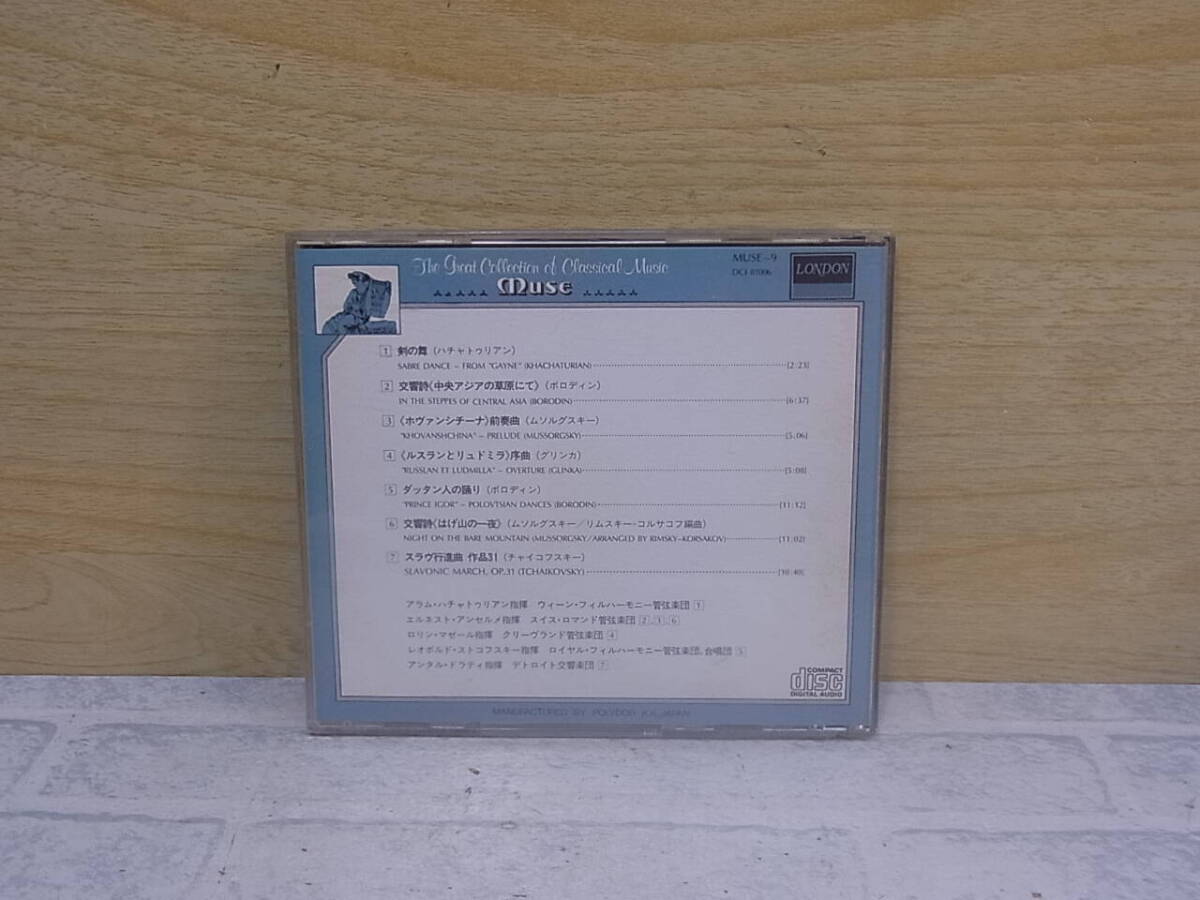 The Great Collection of Classical Music
Muse
MUSE-9
DCI-81006
LONDON
1 剣の舞（ハチャトゥリアン）
SABRE DANCE – FROM "GAYNE" (KHACHATURIAN) [2:23]
2 交響詩《中央アジアの草原にて》（ボロディン）
IN THE STEPPES OF CENTRAL ASIA (BORODIN) [6:37]
3 《ホヴァンシチーナ》前奏曲（ムソルグスキー）
"KHOVANSHCHINA" – PRELUDE (MUSSORGSKY) [5:06]
4 《ルスランとリュドミラ》序曲（グリンカ）
"RUSSLAN ET LUDMILLA" – OVERTURE (GLINKA) [5:08]
5 ダッタン人の踊り（ボロディン）
"PRINCE IGOR" – POLOVTSIAN DANCES (BORODIN) [11:12]
6 交響詩《はげ山の一夜》（ムソルグスキー／リムスキー・コルサコフ編曲）
NIGHT ON THE BARE MOUNTAIN (MUSSORGSKY/ARRANGED BY RIMSKY-KORSAKOV) [11:02]
7 スラヴ行進曲 作品31（チャイコフスキー）
SLAVONIC MARCH, OP.31 (TCHAIKOVSKY) [10:40]
アラム・ハチャトゥリアン指揮 ウィーン・フィルハーモニー管弦楽団 1
エルネスト・アンセルメ指揮 スイス・ロマンド管弦楽団 2, 3, 6
ロリン・マゼール指揮 クリーヴランド管弦楽団 4
レオポルド・ストコフスキー指揮 ロイヤル・フィルハーモニー管弦楽団, 合唱団 5
アンタル・ドラティ指揮 デトロイト交響楽団 7
COMPACT
disc
DIGITAL AUDIO
MANUFACTURED BY POLYDOR K.K. JAPAN